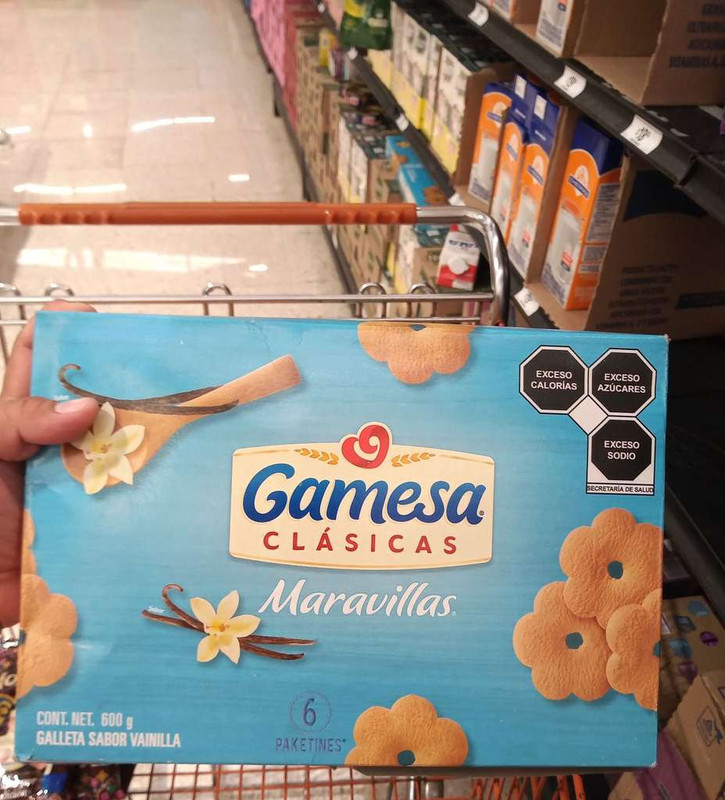 EXCESO
CALORÍAS
EXCESO
AZÚCARES
EXCESO
SODIO
SECRETARÍA DE SALUD
Gamesa®
CLÁSICAS
Maravillas®
6
PAKETINES*
CONT. NET. 600 g
GALLETA SABOR VAINILLA